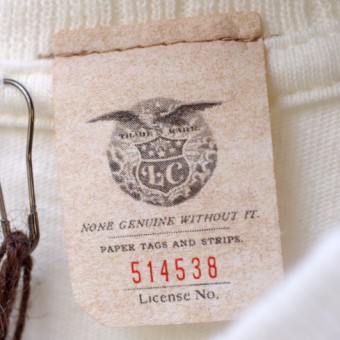 TRADE MARK.
LC
NONE GENUINE WITHOUT IT.
PAPER TAGS AND STRIPS.
514538
License No.